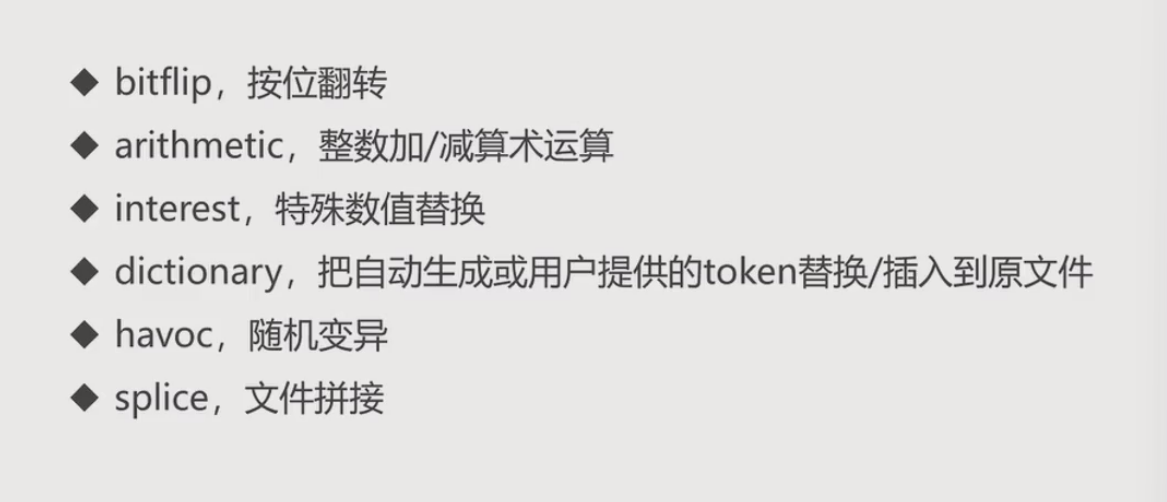 ◆ bitflip，按位翻转
◆ arithmetic，整数加/减算术运算
◆ interest，特殊数值替换
◆ dictionary，把自动生成或用户提供的token替换/插入到原文件
◆ havoc，随机变异
◆ splice，文件拼接